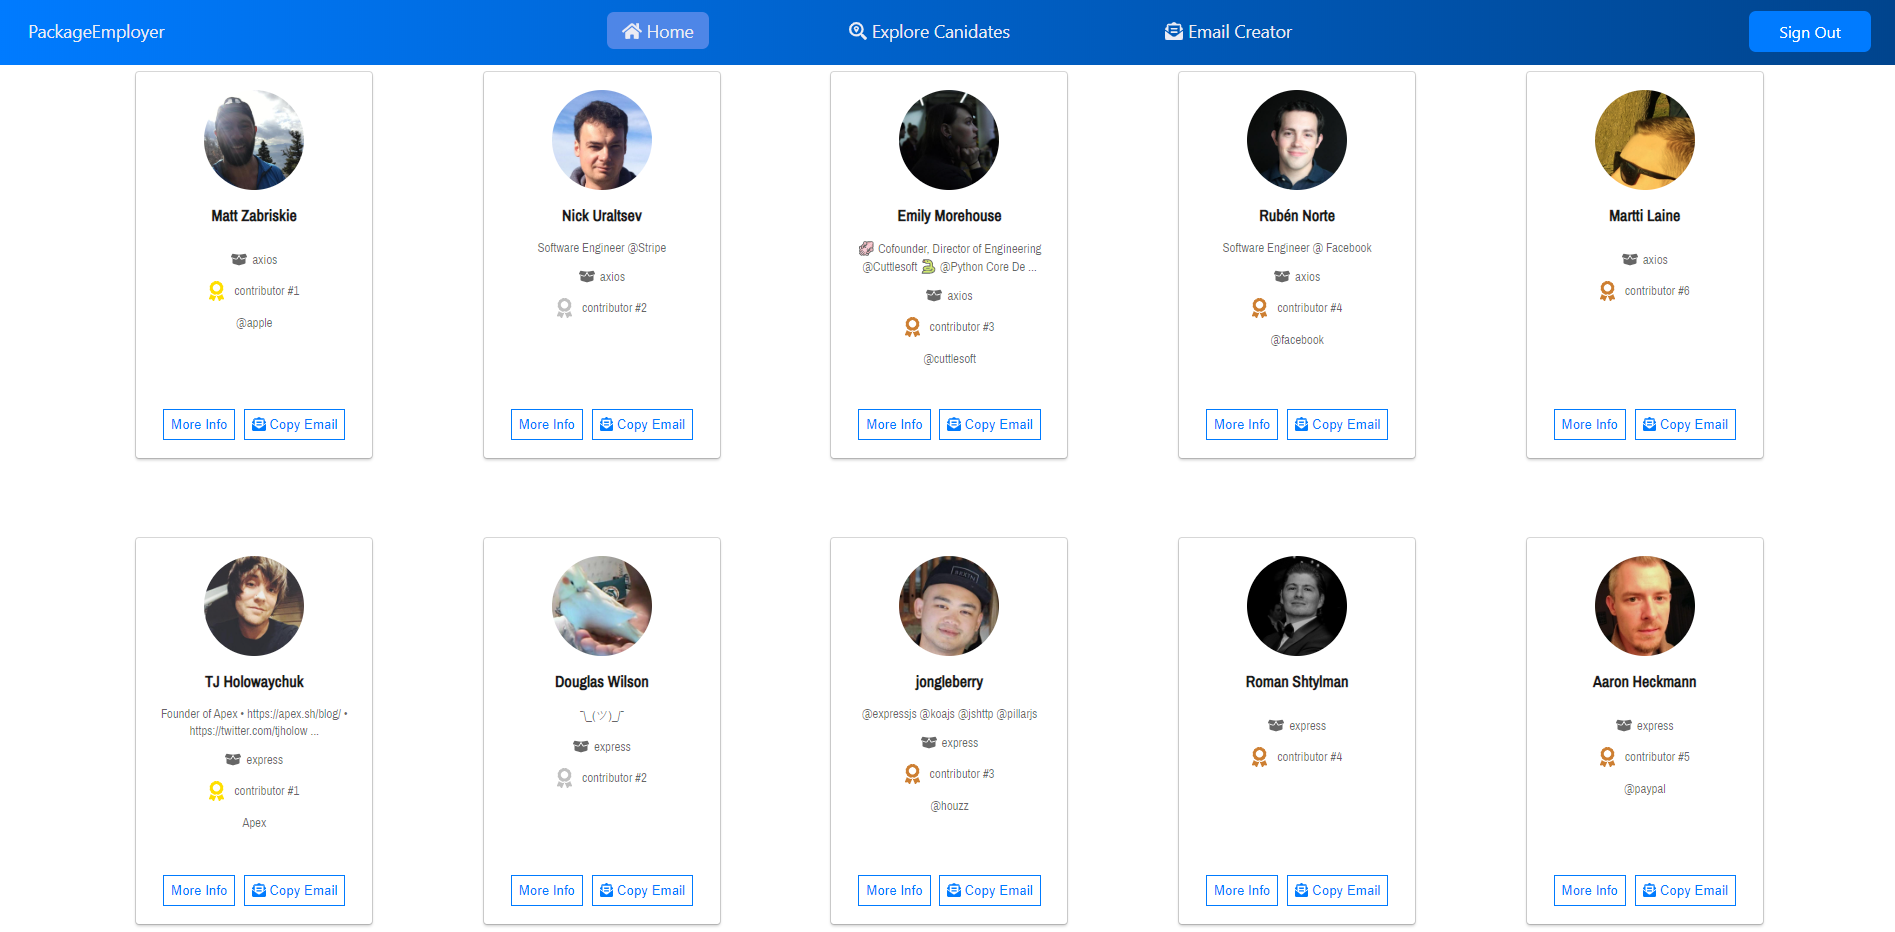 PackageEmployer
Home
Explore Canidates
Email Creator
Sign Out
Matt Zabriskie
axios
contributor #1
@apple
More Info
Copy Email
Nick Uraltsev
Software Engineer @Stripe
axios
contributor #2
More Info
Copy Email
Emily Morehouse
Cofounder, Director of Engineering
@Cuttlesoft 🐍 @Python Core De ...
axios
contributor #3
@cuttlesoft
More Info
Copy Email
Rubén Norte
Software Engineer @ Facebook
axios
contributor #4
@facebook
More Info
Copy Email
Martti Laine
axios
contributor #6
More Info
Copy Email
TJ Holowaychuk
Founder of Apex • https://apex.sh/blog/ •
https://twitter.com/tjholow ...
express
contributor #1
Apex
More Info
Copy Email
Douglas Wilson
¯\_(ツ)_/¯
express
contributor #2
More Info
Copy Email
jongleberry
@expressjs @koajs @jshttp @pillarjs
express
contributor #3
@houzz
More Info
Copy Email
Roman Shtylman
express
contributor #4
More Info
Copy Email
Aaron Heckmann
express
contributor #5
@paypal
More Info
Copy Email